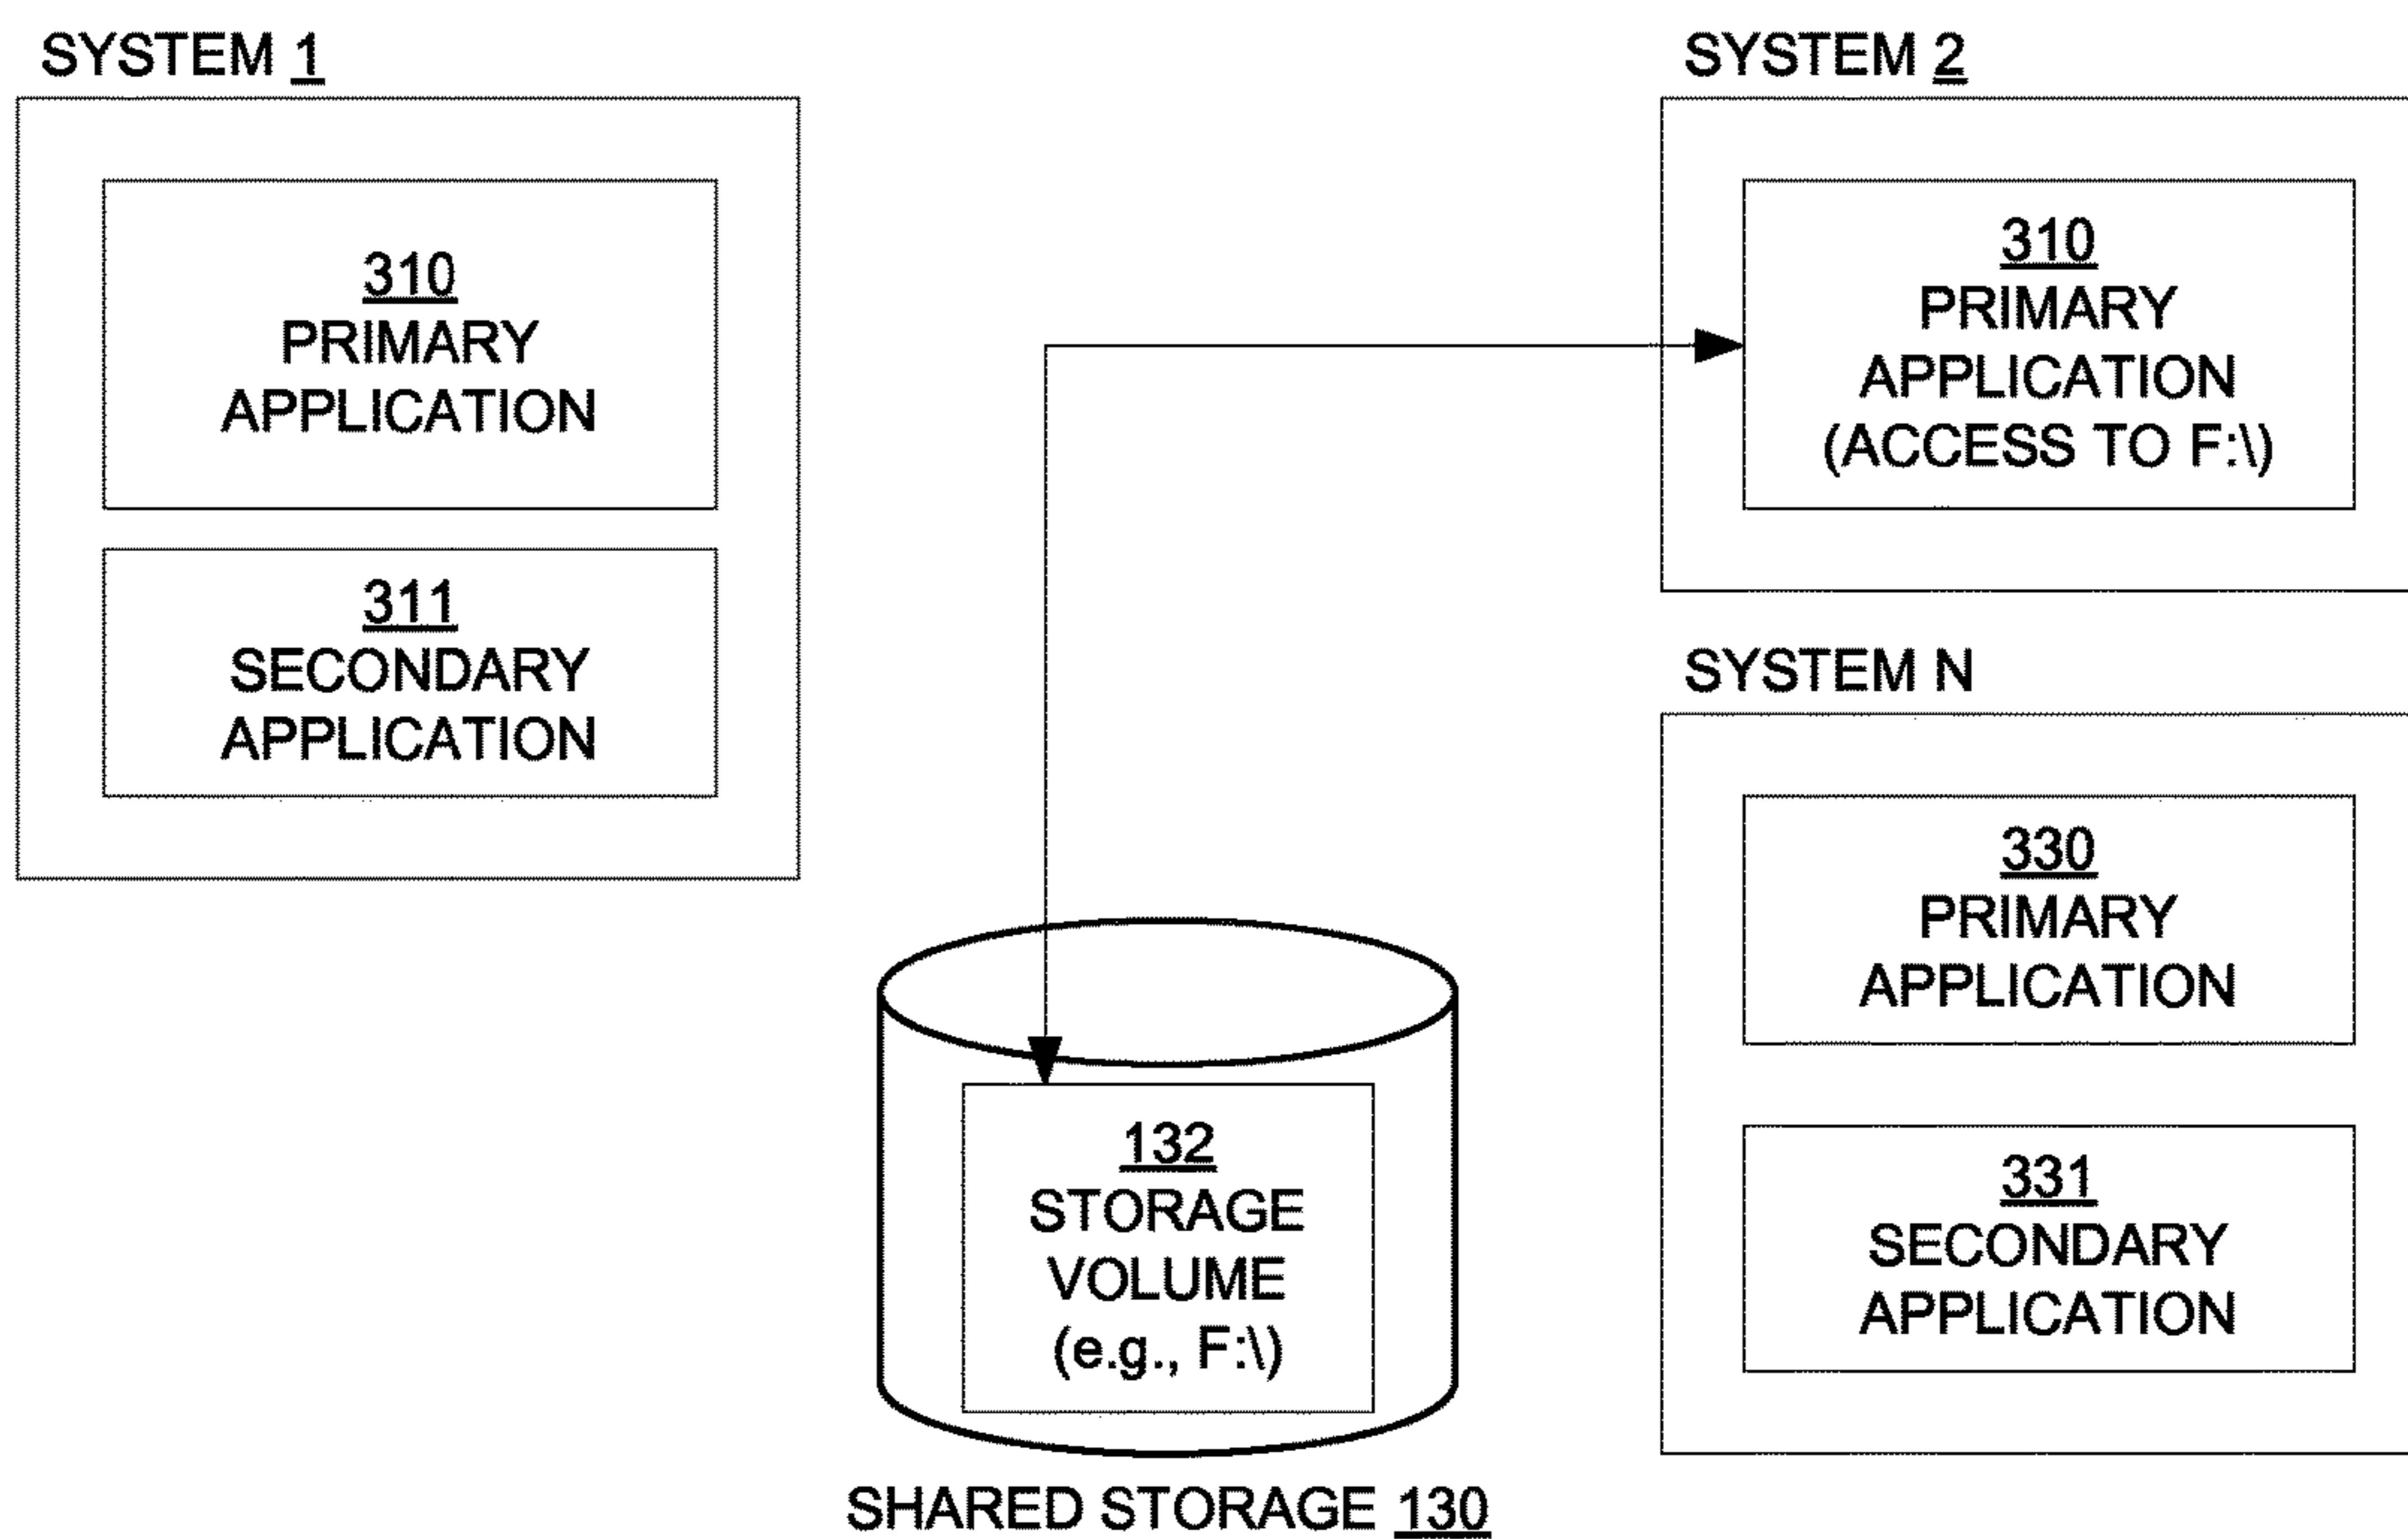 SYSTEM 1
310
PRIMARY
APPLICATION
311
SECONDARY
APPLICATION
SYSTEM 2
310
PRIMARY
APPLICATION
(ACCESS TO F:\)
SYSTEM N
330
PRIMARY
APPLICATION
331
SECONDARY
APPLICATION
132
STORAGE
VOLUME
(e.g., F:\)
SHARED STORAGE 130